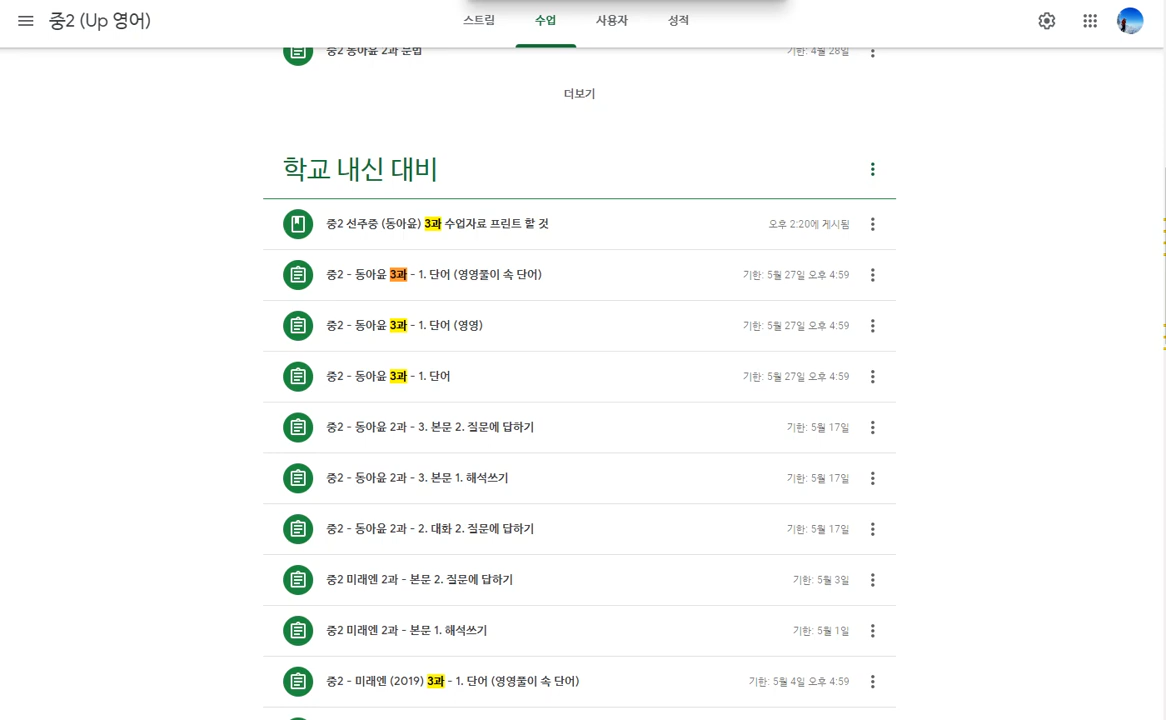 중2 (Up 영어)
스트림 수업 사용자 성적
중2 동아윤 2과 문법 기한: 4월 28일
더보기
학교 내신 대비
중2 선주중 (동아윤) 3과 수업자료 프린트 할 것 오후 2:20에 게시됨
중2 - 동아윤 3과 - 1. 단어 (영영풀이 속 단어) 기한: 5월 27일 오후 4:59
중2 - 동아윤 3과 - 1. 단어 (영영) 기한: 5월 27일 오후 4:59
중2 - 동아윤 3과 - 1. 단어 기한: 5월 27일 오후 4:59
중2 - 동아윤 2과 - 3. 본문 2. 질문에 답하기 기한: 5월 17일
중2 - 동아윤 2과 - 3. 본문 1. 해석쓰기 기한: 5월 17일
중2 - 동아윤 2과 - 2. 대화 2. 질문에 답하기 기한: 5월 17일
중2 미래엔 2과 - 본문 2. 질문에 답하기 기한: 5월 3일
중2 미래엔 2과 - 본문 1. 해석쓰기 기한: 5월 1일
중2 - 미래엔 (2019) 3과 - 1. 단어 (영영풀이 속 단어) 기한: 5월 4일 오후 4:59